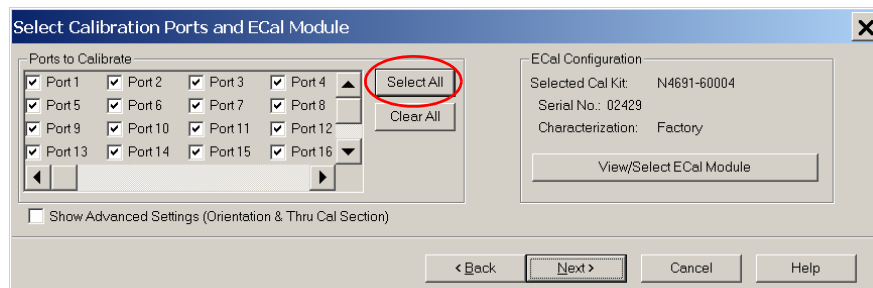 Select Calibration Ports and ECal Module
Ports to Calibrate
Port 1 Port 2 Port 3 Port 4
Port 5 Port 6 Port 7 Port 8
Port 9 Port 10 Port 11 Port 12
Port 13 Port 14 Port 15 Port 16
Select All
Clear All
ECal Configuration
Selected Cal Kit: N4691-60004
Serial No.: 02429
Characterization: Factory
View/Select ECal Module
Show Advanced Settings (Orientation & Thru Cal Section)
< Back Next > Cancel Help